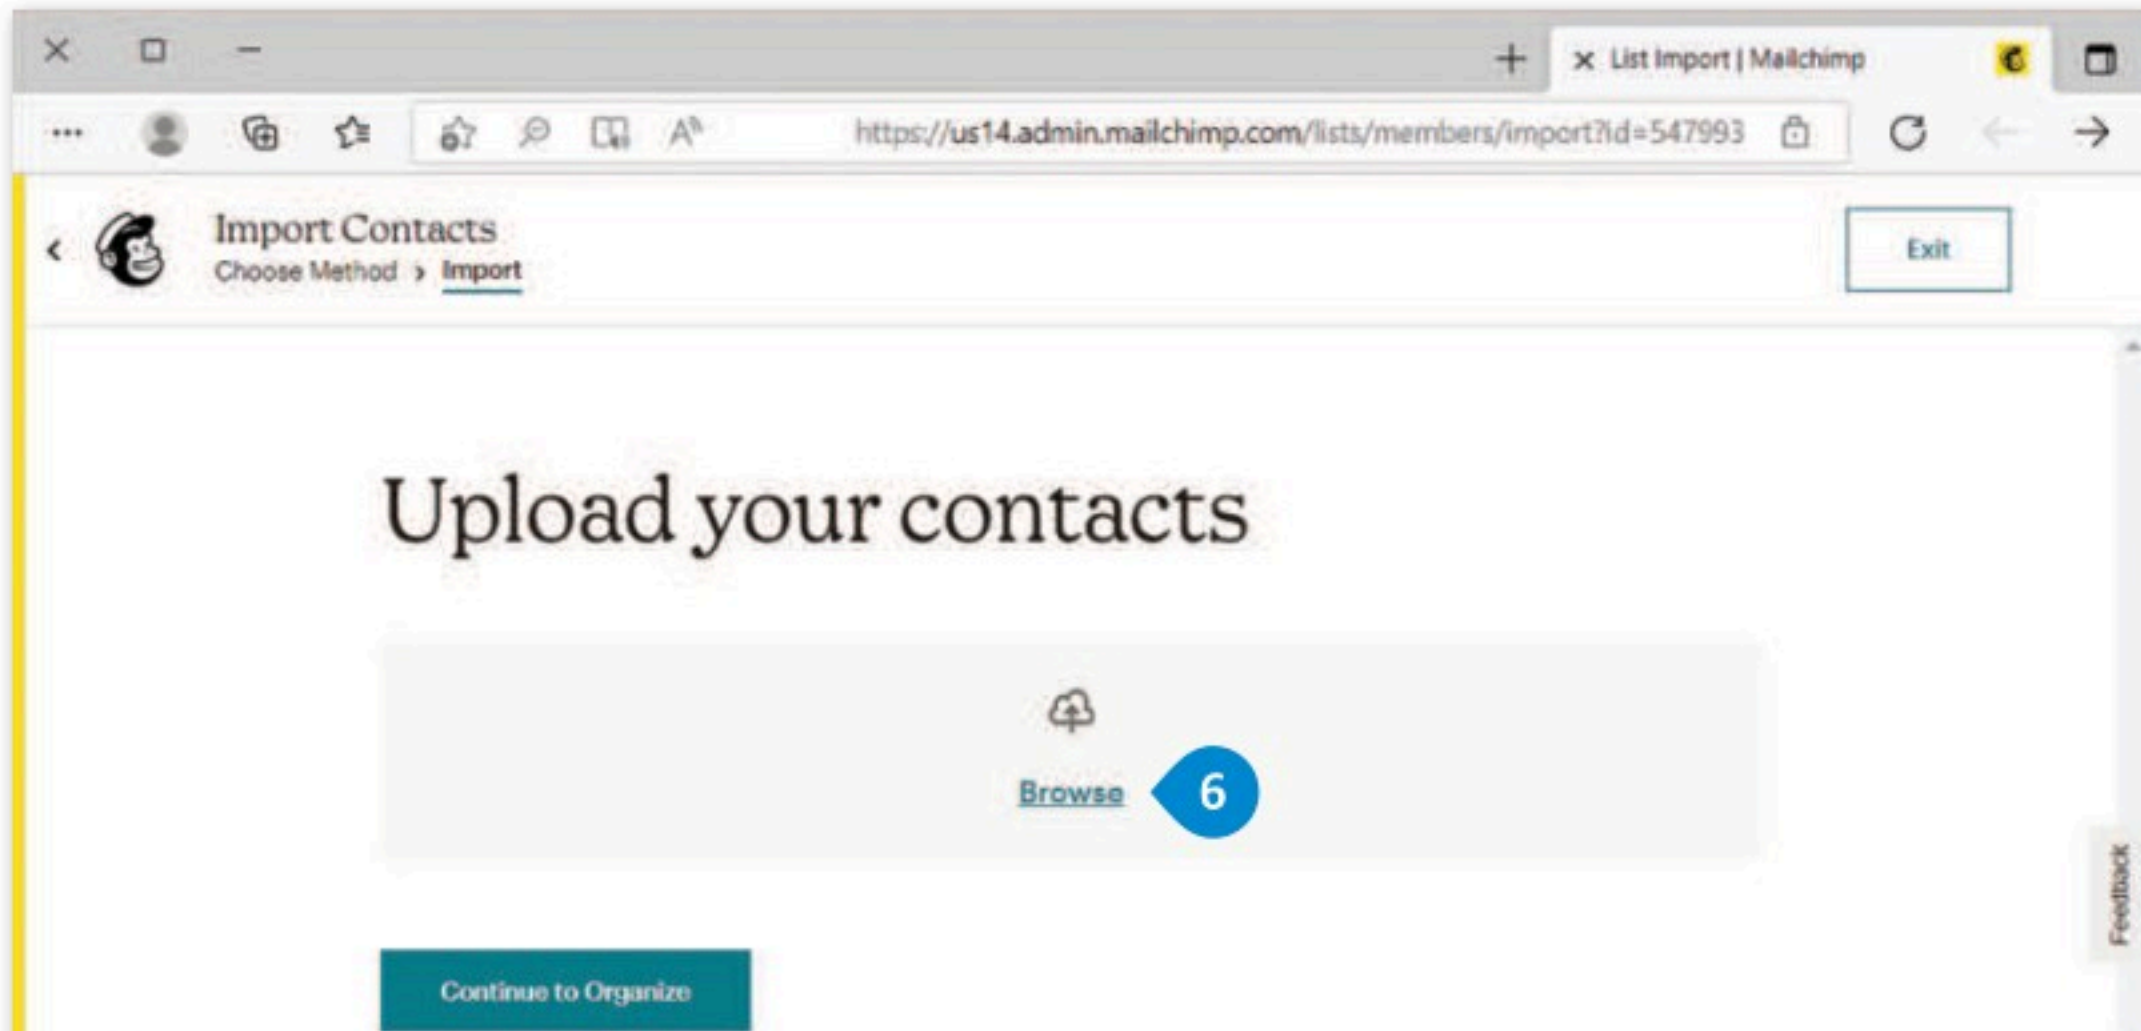 List Import | Mailchimp
https://us14.admin.mailchimp.com/lists/members/import?id=547993
Import Contacts
Choose Method > Import
Exit
Upload your contacts
Browse
6
Feedback
Continue to Organize